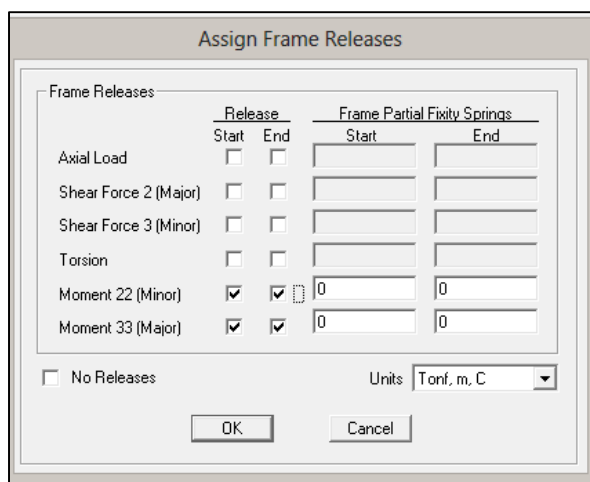 Assign Frame Releases
Frame Releases
Release Frame Partial Fixity Springs
Start End Start End
Axial Load
Shear Force 2 (Major)
Shear Force 3 (Minor)
Torsion
Moment 22 (Minor) 0 0
Moment 33 (Major) 0 0
No Releases Units Tonf, m, C
OK Cancel